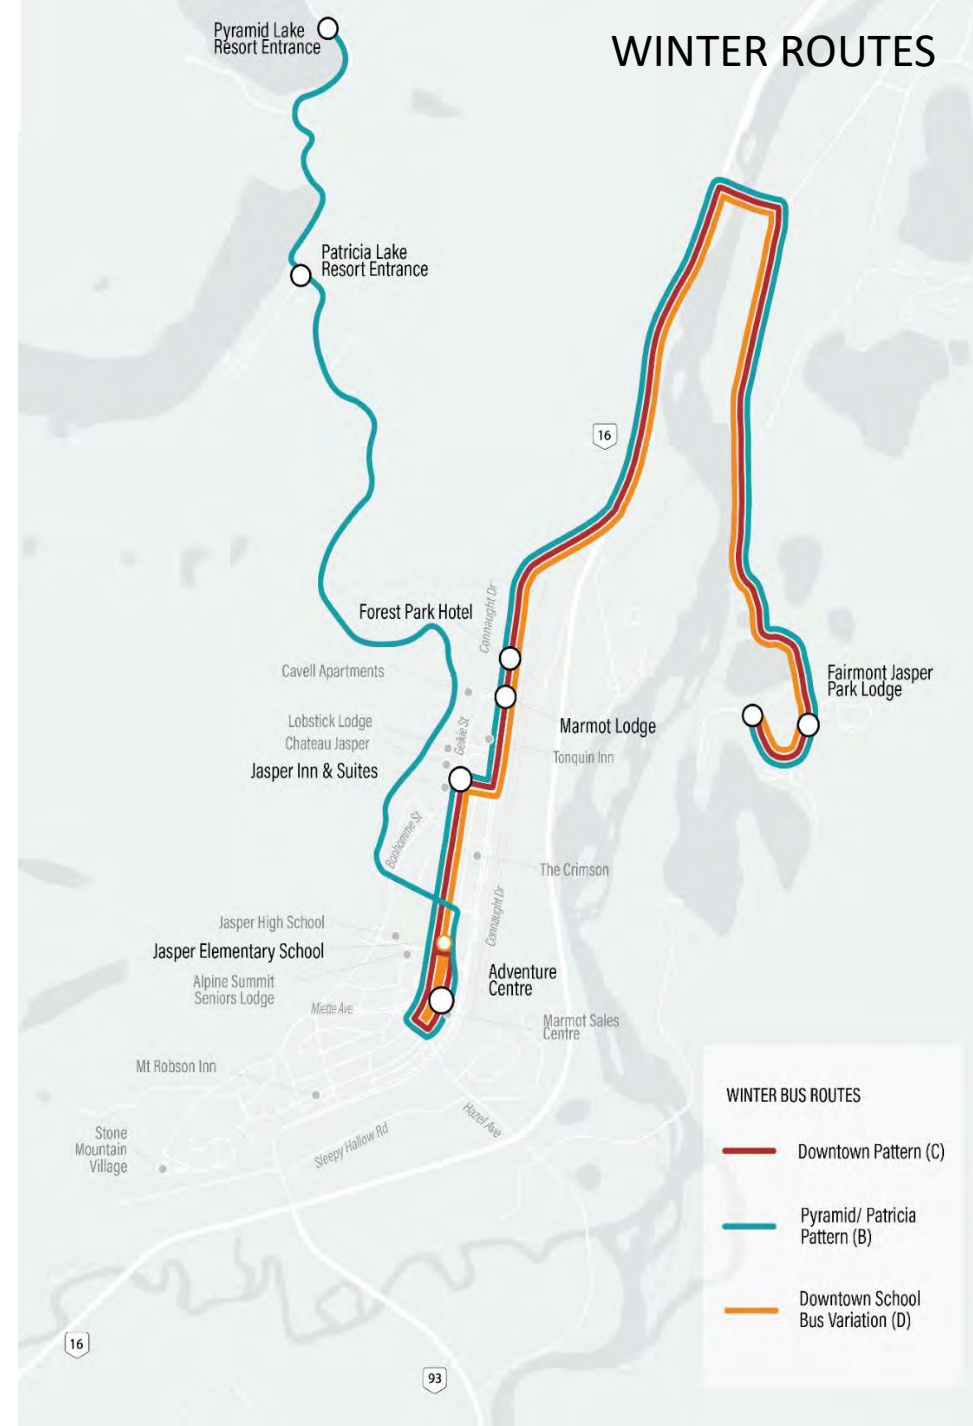 WINTER ROUTES
Pyramid Lake
Resort Entrance
Patricia Lake
Resort Entrance
16
Connaught Dr
Forest Park Hotel
Cavell Apartments
Fairmont Jasper
Park Lodge
Lobstick Lodge
Geikie St
Marmot Lodge
Chateau Jasper
Tonquin Inn
Jasper Inn & Suites
Bonhomme St
The Crimson
Connaught Dr
Jasper High School
Jasper Elementary School
Adventure
Centre
Alpine Summit
Seniors Lodge
Miette Ave
Marmot Sales
Centre
Mt Robson Inn
Hazel Ave
Sleepy Hallow Rd
Stone
Mountain
Village
WINTER BUS ROUTES
Downtown Pattern (C)
Pyramid/ Patricia
Pattern (B)
Downtown School
Bus Variation (D)
16
93